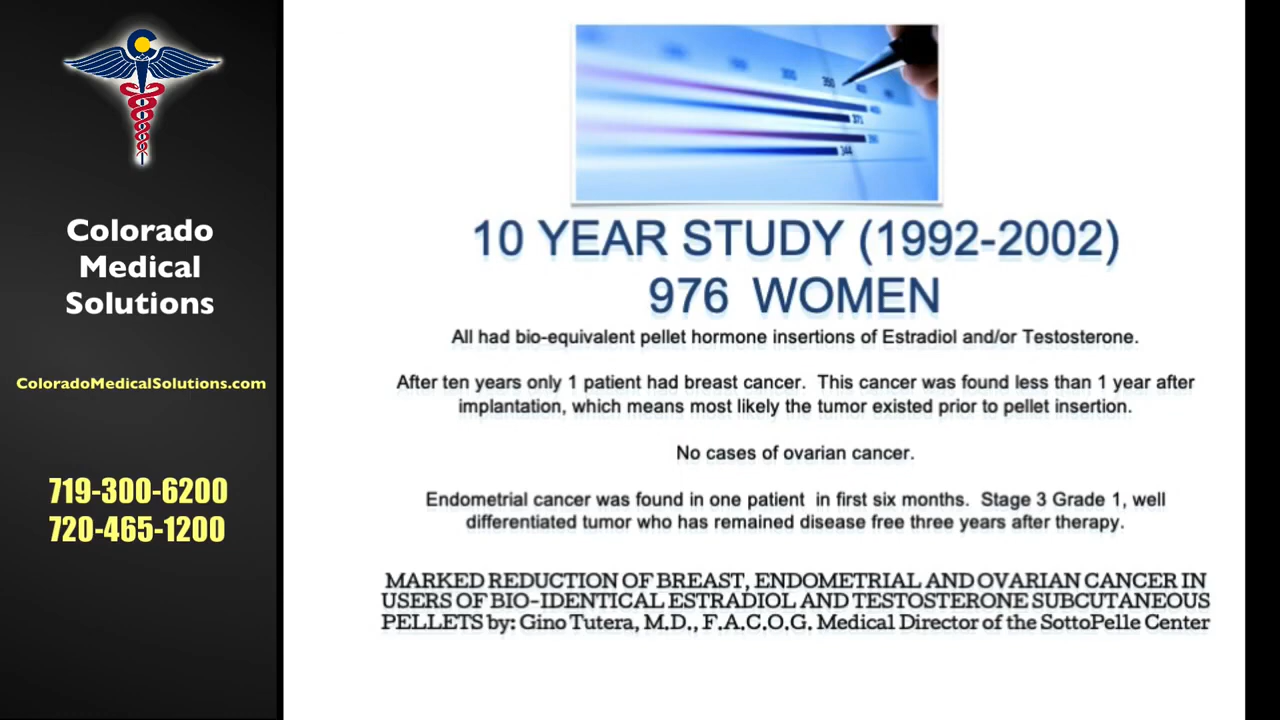 Colorado
Medical
Solutions
ColoradoMedicalSolutions.com
719-300-6200
720-465-1200
10 YEAR STUDY (1992-2002)
976 WOMEN
All had bio-equivalent pellet hormone insertions of Estradiol and/or Testosterone.
After ten years only 1 patient had breast cancer. This cancer was found less than 1 year after
implantation, which means most likely the tumor existed prior to pellet insertion.
No cases of ovarian cancer.
Endometrial cancer was found in one patient in first six months. Stage 3 Grade 1, well
differentiated tumor who has remained disease free three years after therapy.
MARKED REDUCTION OF BREAST, ENDOMETRIAL AND OVARIAN CANCER IN
USERS OF BIO-IDENTICAL ESTRADIOL AND TESTOSTERONE SUBCUTANEOUS
PELLETS by: Gino Tutera, M.D., F.A.C.O.G. Medical Director of the SottoPelle Center